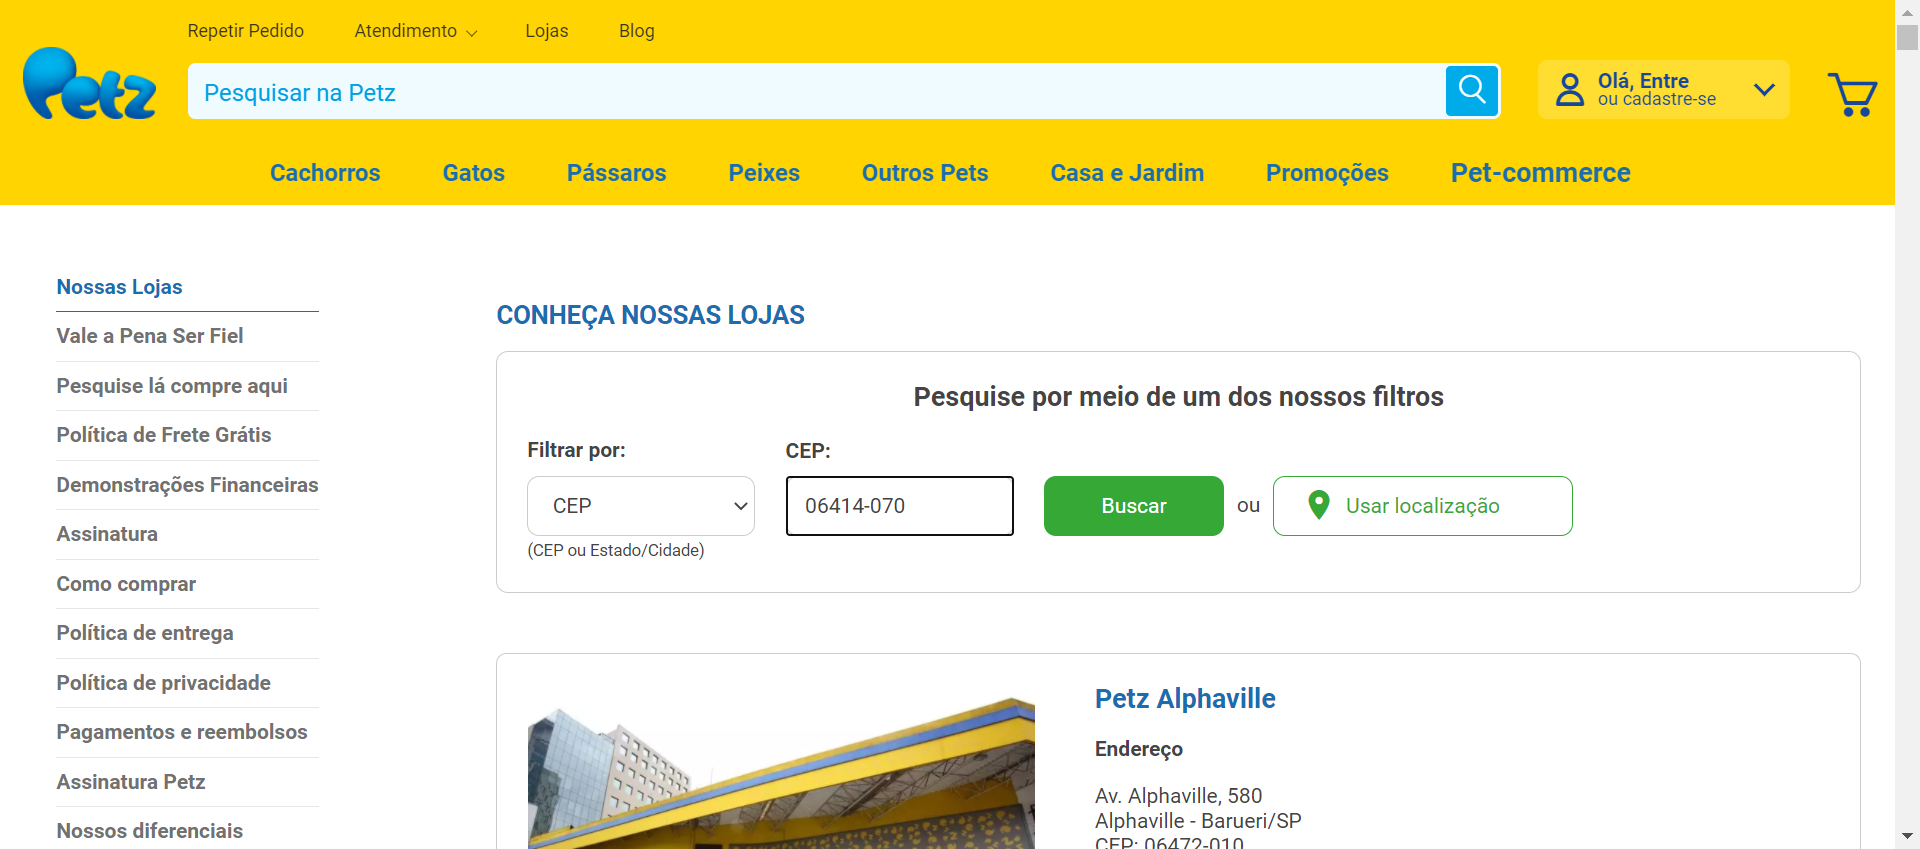 Repetir Pedido
Atendimento
Lojas
Blog
Petz
Pesquisar na Petz
Olá, Entre
ou cadastre-se
Cachorros
Gatos
Pássaros
Peixes
Outros Pets
Casa e Jardim
Promoções
Pet-commerce
Nossas Lojas
Vale a Pena Ser Fiel
Pesquise lá compre aqui
Política de Frete Grátis
Demonstrações Financeiras
Assinatura
Como comprar
Política de entrega
Política de privacidade
Pagamentos e reembolsos
Assinatura Petz
Nossos diferenciais
CONHEÇA NOSSAS LOJAS
Pesquise por meio de um dos nossos filtros
Filtrar por:
CEP:
CEP
06414-070
Buscar
ou
Usar localização
(CEP ou Estado/Cidade)
Petz Alphaville
Endereço
Av. Alphaville, 580
Alphaville - Barueri/SP
CEP: 06472-010